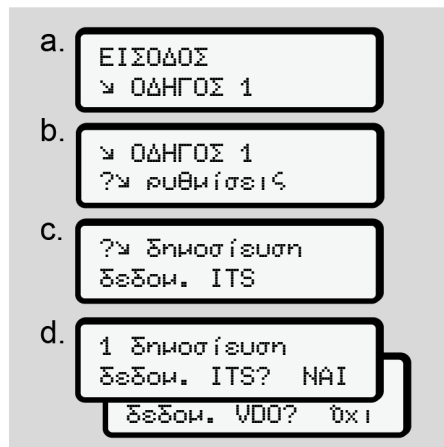 a.
ΕΙΣΟΔΟΣ
↘ ΟΔΗΓΟΣ 1
b.
↘ ΟΔΗΓΟΣ 1
?↘ ρυθμίσεις
c.
?↘ δημοσίευση
δεδομ. ITS
d.
1 δημοσίευση
δεδομ. ITS? ΝΑΙ
δεδομ. VDO? Όχι